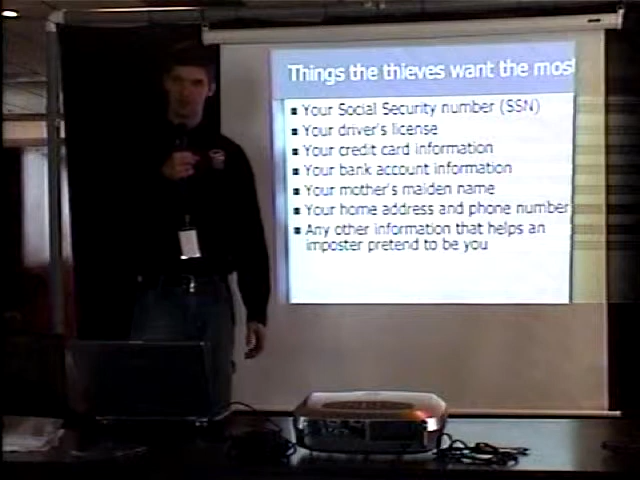 Things the thieves want the mos
Your Social Security number (SSN)
Your driver's license
Your credit card information
Your bank account information
Your mother's maiden name
Your home address and phone number
Any other information that helps an
imposter pretend to be you